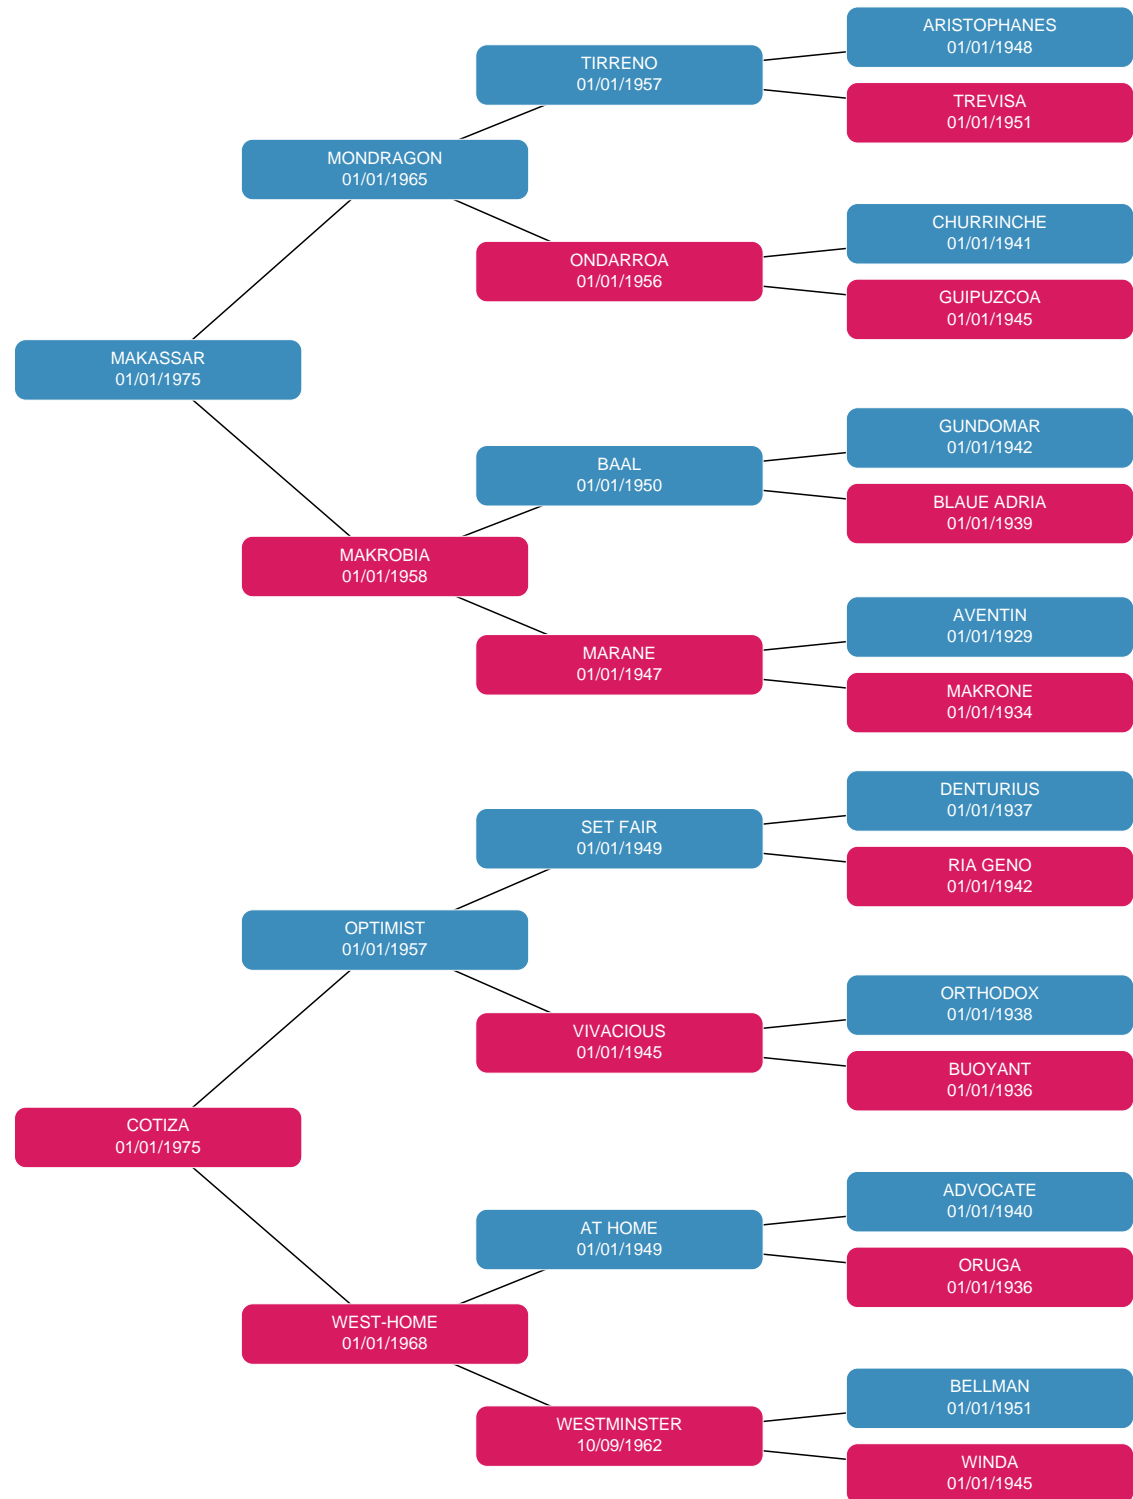 ARISTOPHANES
01/01/1948
TIRRENO
01/01/1957
TREVISA
01/01/1951
MONDRAGON
01/01/1965
CHURRINCHE
01/01/1941
ONDARROA
01/01/1956
GUIPUZCOA
01/01/1945
MAKASSAR
01/01/1975
GUNDOMAR
01/01/1942
BAAL
01/01/1950
BLAUE ADRIA
01/01/1939
MAKROBIA
01/01/1958
AVENTIN
01/01/1929
MARANE
01/01/1947
MAKRONE
01/01/1934
DENTURIUS
01/01/1937
SET FAIR
01/01/1949
RIA GENO
01/01/1942
OPTIMIST
01/01/1957
ORTHODOX
01/01/1938
VIVACIOUS
01/01/1945
BUOYANT
01/01/1936
COTIZA
01/01/1975
ADVOCATE
01/01/1940
AT HOME
01/01/1949
ORUGA
01/01/1936
WEST-HOME
01/01/1968
BELLMAN
01/01/1951
WESTMINSTER
10/09/1962
WINDA
01/01/1945